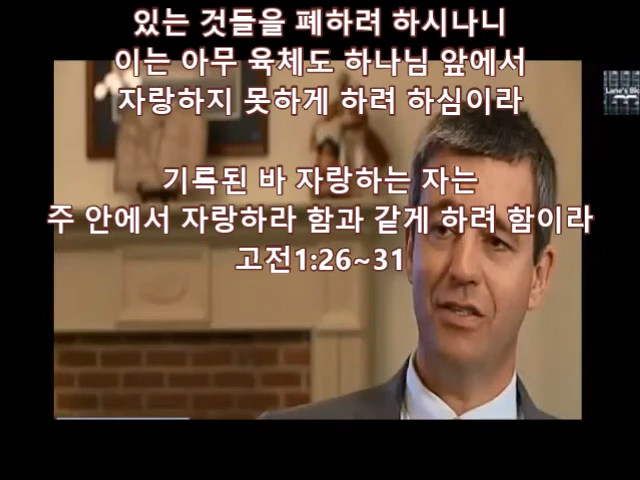 있는 것들을 폐하려 하시나니
이는 아무 육체도 하나님 앞에서
자랑하지 못하게 하려 하심이라
기록된 바 자랑하는 자는
주 안에서 자랑하라 함과 같게 하려 함이라
고전1:26~31